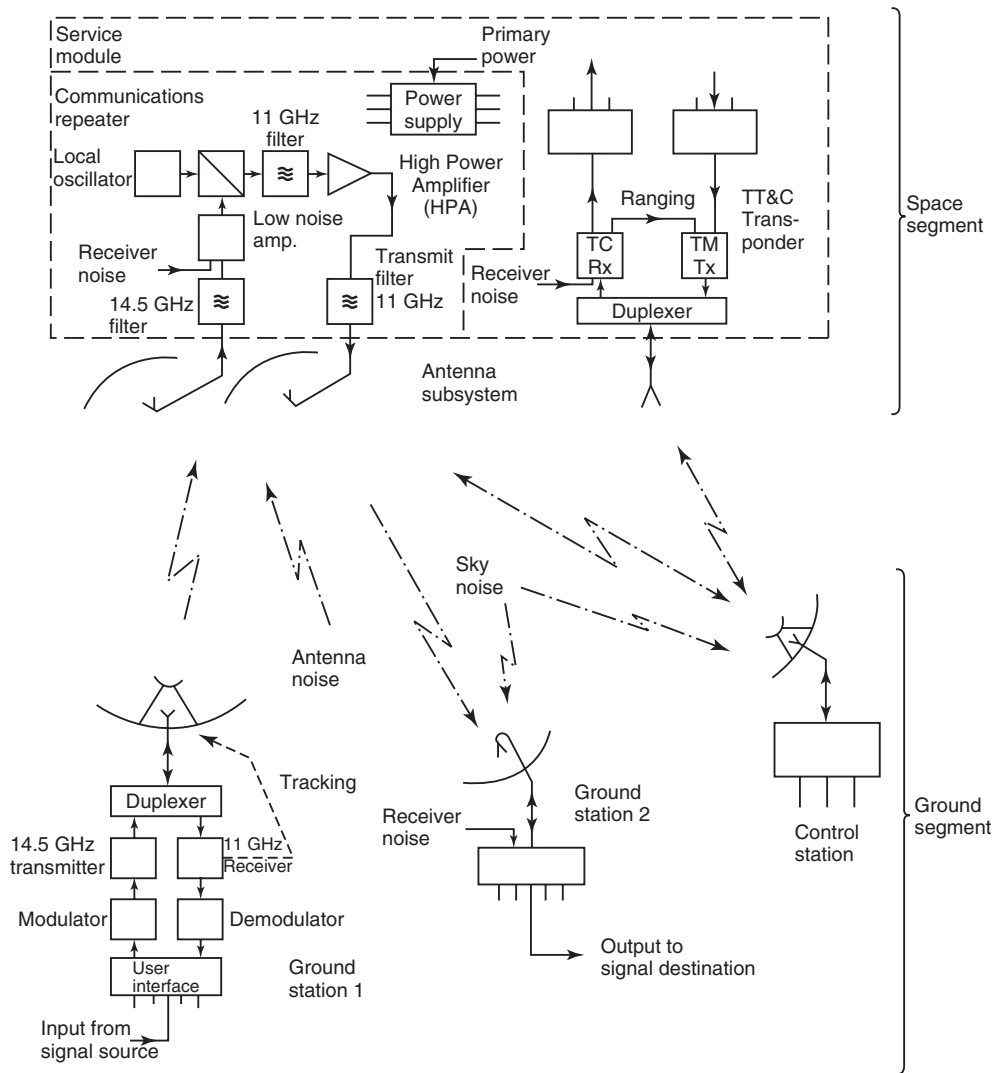 Service
module
Primary
power
Communications
repeater
11 GHz
filter
Power
supply
Local
oscillator
High Power
Amplifier
(HPA)
Low noise
amp.
Receiver
noise
14.5 GHz
filter
Transmit
filter
11 GHz
Ranging
TC
Rx
TM
Tx
TT&C
Trans-
ponder
Receiver
noise
Duplexer
Antenna
subsystem
Space
segment
Sky
noise
Antenna
noise
Tracking
Duplexer
14.5 GHz
transmitter
11 GHz
Receiver
Modulator
Demodulator
User
interface
Ground
station 1
Input from
signal source
Receiver
noise
Ground
station 2
Output to
signal destination
Control
station
Ground
segment